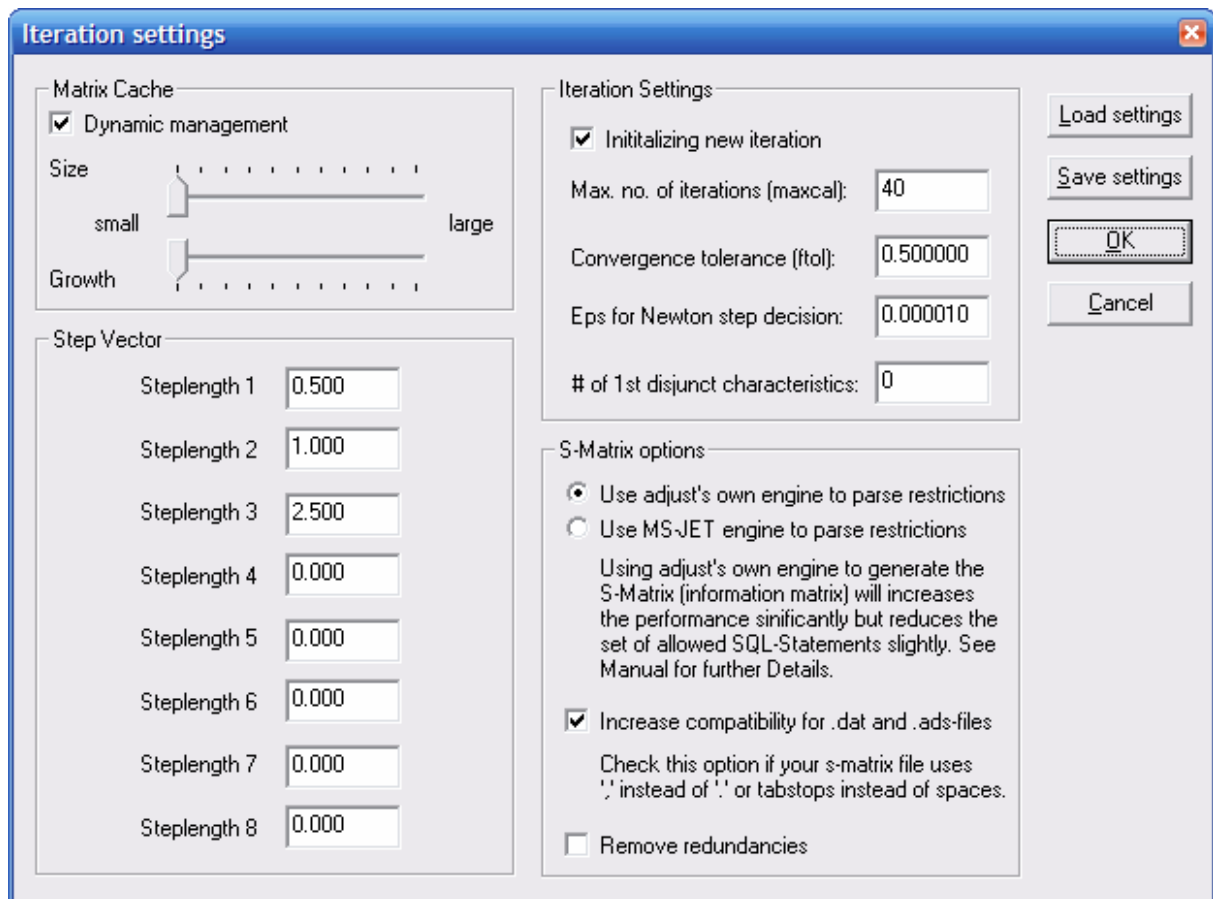 Iteration settings
Matrix Cache
Dynamic management
Size
small
large
Growth
Step Vector
Steplength 1 0.500
Steplength 2 1.000
Steplength 3 2.500
Steplength 4 0.000
Steplength 5 0.000
Steplength 6 0.000
Steplength 7 0.000
Steplength 8 0.000
Iteration Settings
Inititalizing new iteration
Max. no. of iterations (maxcal): 40
Convergence tolerance (ftol): 0.500000
Eps for Newton step decision: 0.000010
# of 1st disjunct characteristics: 0
S-Matrix options
Use adjust's own engine to parse restrictions
Use MS-JET engine to parse restrictions
Using adjust's own engine to generate the
S-Matrix (information matrix) will increases
the performance sinificantly but reduces the
set of allowed SQL-Statements slightly. See
Manual for further Details.
Increase compatibility for .dat and .ads-files
Check this option if your s-matrix file uses
',' instead of '.' or tabstops instead of spaces.
Remove redundancies
Load settings
Save settings
OK
Cancel